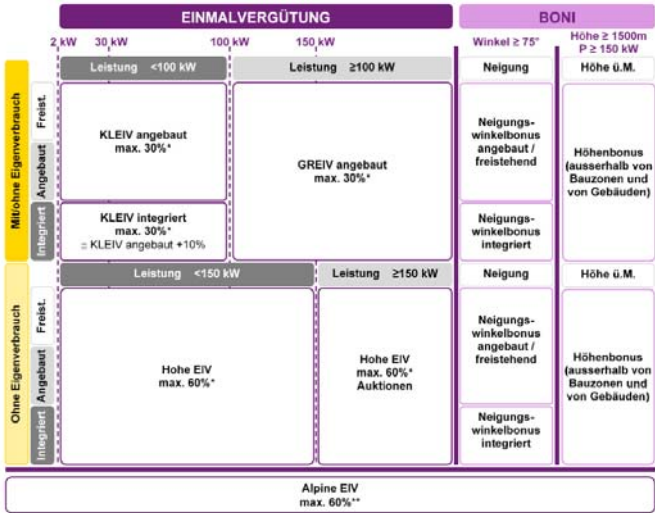 EINMALVERGÜTUNG
BONI
2 kW
30 kW
100 kW
150 kW
Winkel ≥ 75°
Höhe ≥ 1500m
P ≥ 150 kW
Mit/ohne Eigenverbrauch
Freist.
Angebaut
Integriert
Leistung <100 kW
Leistung ≥100 kW
Neigung
Höhe ü.M.
KLEIV angebaut
max. 30%*
GREIV angebaut
max. 30%*
Neigungs-
winkelbonus
angebaut /
freistehend
Höhenbonus
(ausserhalb von
Bauzonen und
von Gebäuden)
KLEIV integriert
max. 30%*
= KLEIV angebaut +10%
Neigungs-
winkelbonus
integriert
Ohne Eigenverbrauch
Freist.
Angebaut
Integriert
Leistung <150 kW
Leistung ≥150 kW
Neigung
Höhe ü.M.
Hohe EIV
max. 60%*
Hohe EIV
max. 60%*
Auktionen
Neigungs-
winkelbonus
angebaut /
freistehend
Höhenbonus
(ausserhalb von
Bauzonen und
von Gebäuden)
Neigungs-
winkelbonus
integriert
Alpine EIV
max. 60%**